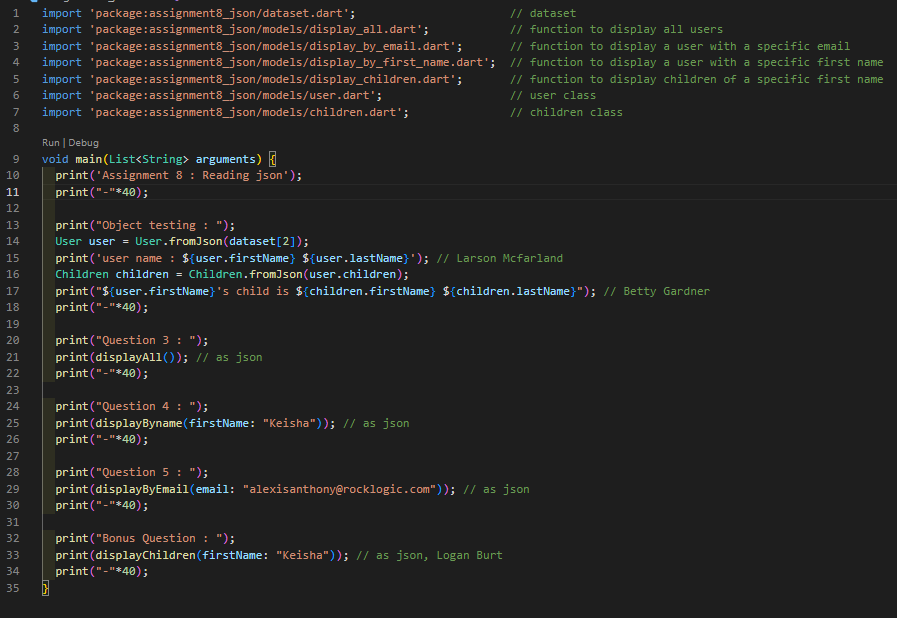 1 import 'package:assignment8_json/dataset.dart'; // dataset
2 import 'package:assignment8_json/models/display_all.dart'; // function to display all users
3 import 'package:assignment8_json/models/display_by_email.dart'; // function to display a user with a specific email
4 import 'package:assignment8_json/models/display_by_first_name.dart'; // function to display a user with a specific first name
5 import 'package:assignment8_json/models/display_children.dart'; // function to display children of a specific first name
6 import 'package:assignment8_json/models/user.dart'; // user class
7 import 'package:assignment8_json/models/children.dart'; // children class
8
Run | Debug
9 void main(List<String> arguments) {
10   print('Assignment 8 : Reading json');
11   print("-"*40);
12
13   print("Object testing : ");
14   User user = User.fromJson(dataset[2]);
15   print('user name : ${user.firstName} ${user.lastName}'); // Larson Mcfarland
16   Children children = Children.fromJson(user.children);
17   print("${user.firstName}'s child is ${children.firstName} ${children.lastName}"); // Betty Gardner
18   print("-"*40);
19
20   print("Question 3 : ");
21   print(displayAll()); // as json
22   print("-"*40);
23
24   print("Question 4 : ");
25   print(displayByname(firstName: "Keisha")); // as json
26   print("-"*40);
27
28   print("Question 5 : ");
29   print(displayByEmail(email: "alexisanthony@rocklogic.com")); // as json
30   print("-"*40);
31
32   print("Bonus Question : ");
33   print(displayChildren(firstName: "Keisha")); // as json, Logan Burt
34   print("-"*40);
35 }